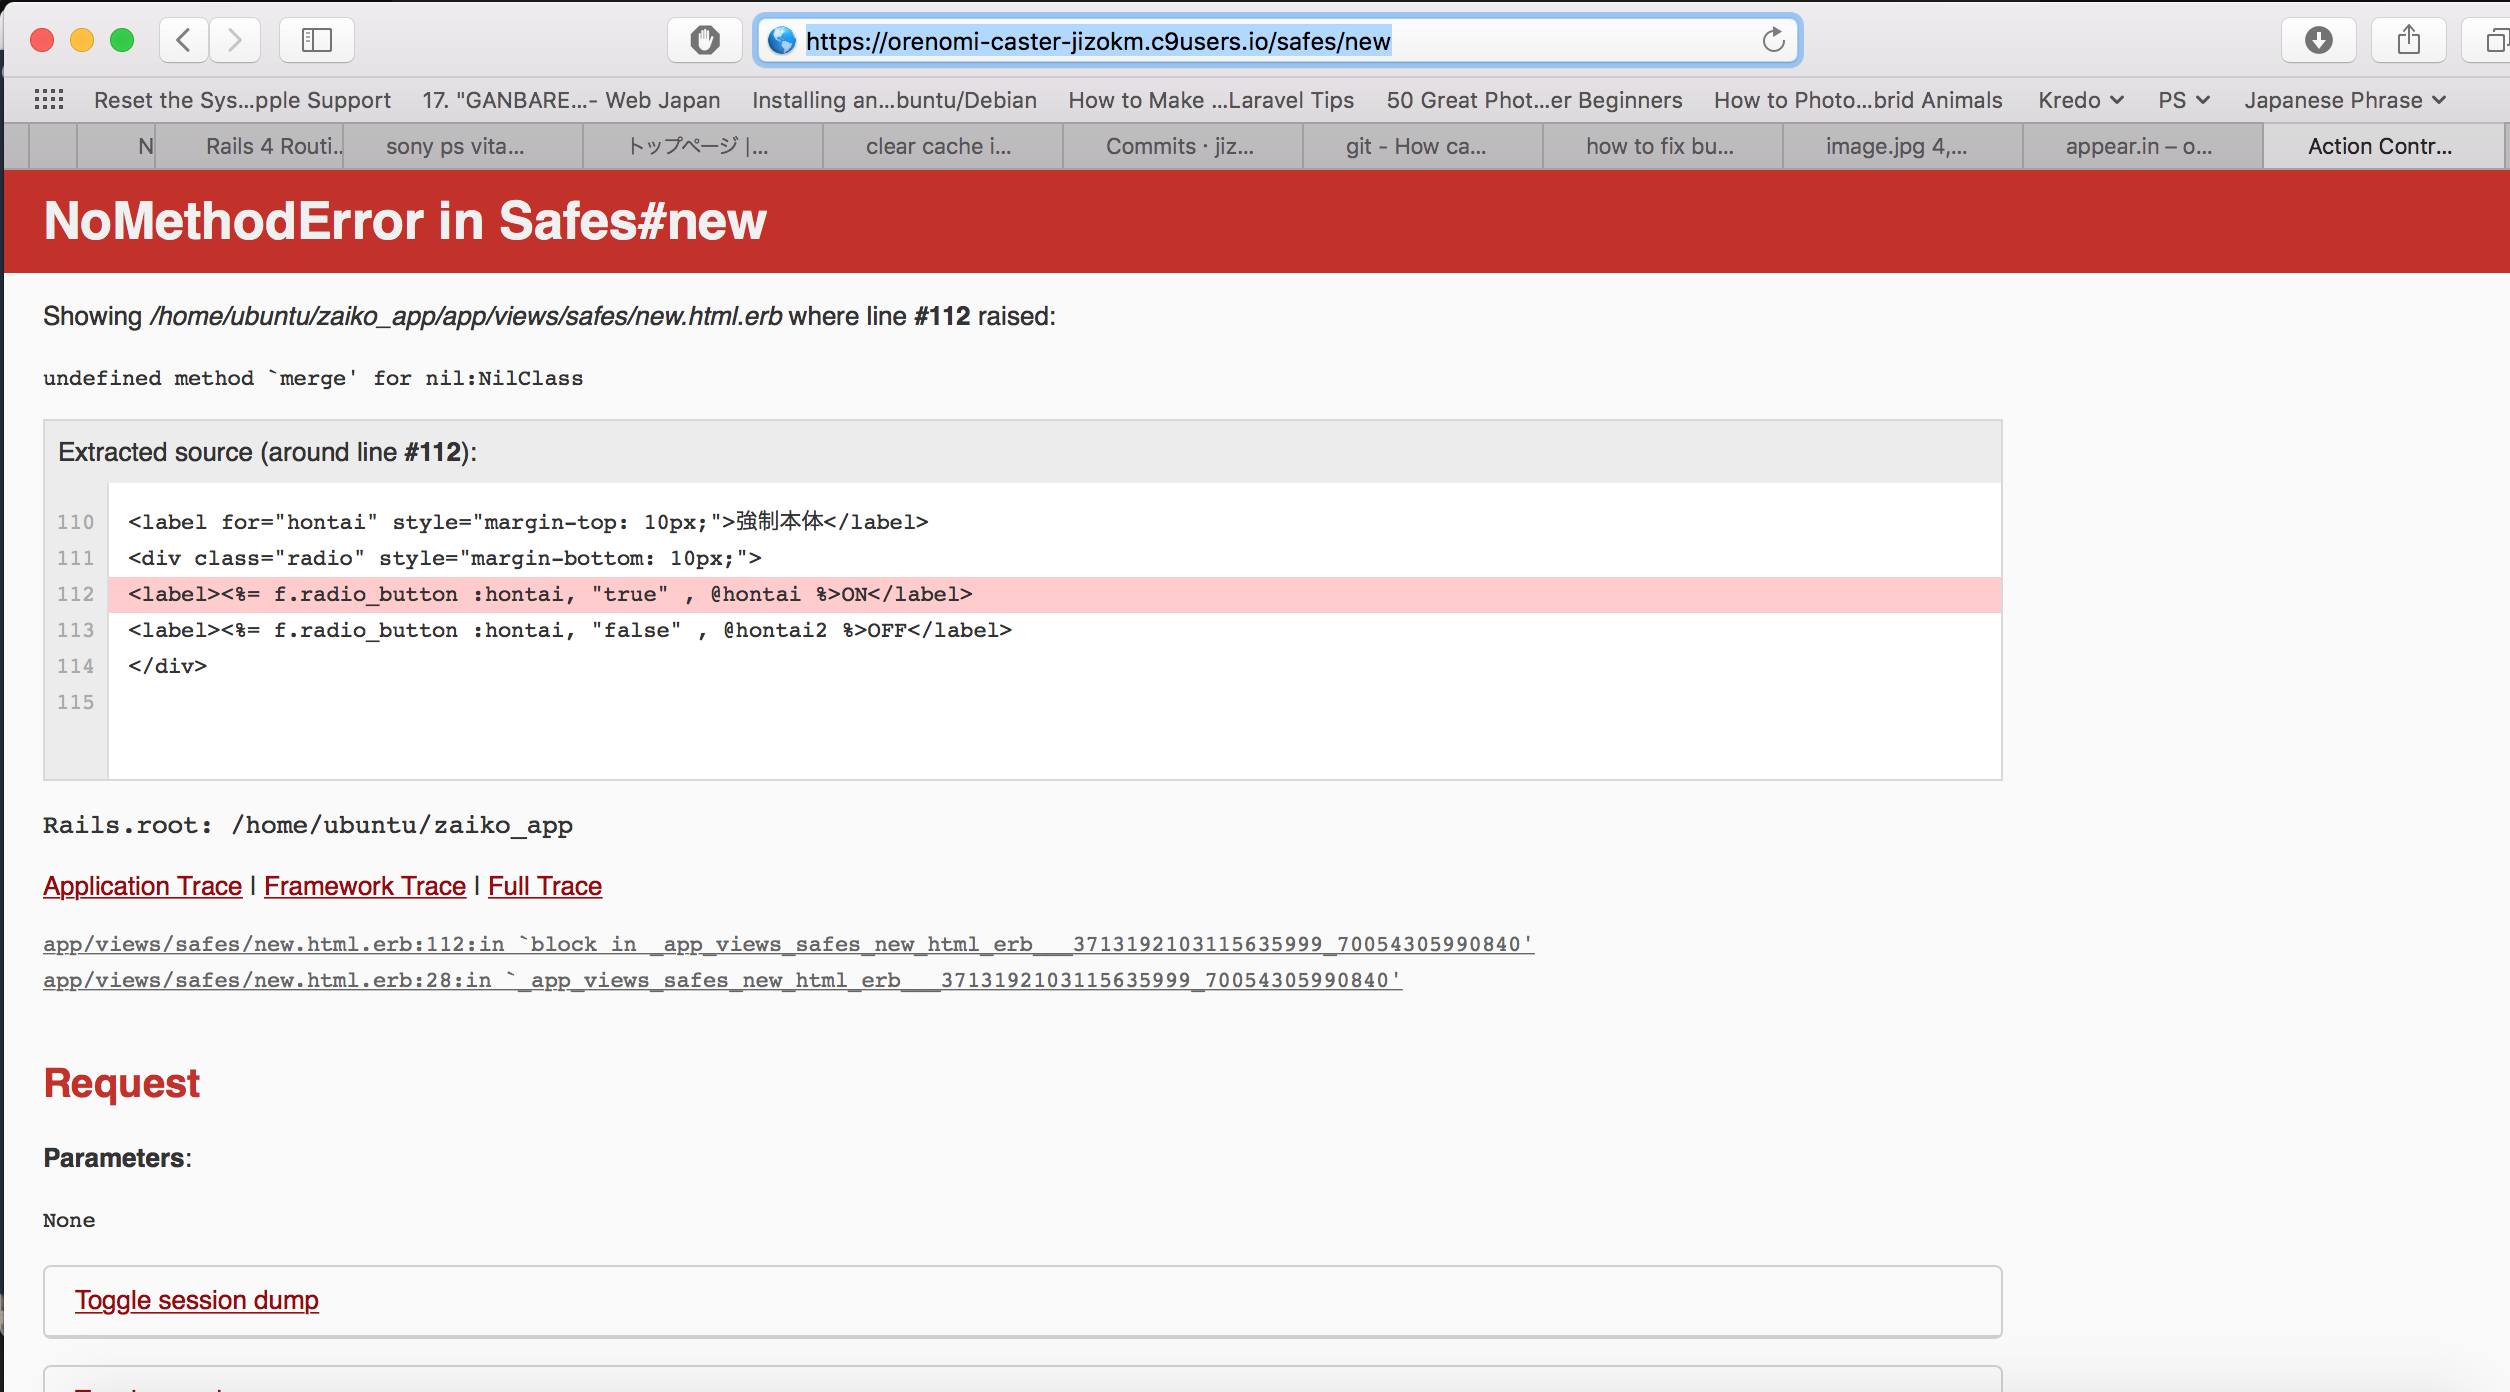 https://orenomi-caster-jizokm.c9users.io/safes/new
Reset the Sys...pple Support 17. "GANBARE...- Web Japan Installing an...buntu/Debian How to Make ...Laravel Tips 50 Great Phot...er Beginners How to Photo...brid Animals Kredo PS Japanese Phrase
N Rails 4 Routi.. sony ps vita... トップページ |... clear cache i... Commits · jiz... git - How ca... how to fix bu... image.jpg 4,... appear.in – o... Action Contr...
NoMethodError in Safes#new
Showing /home/ubuntu/zaiko_app/app/views/safes/new.html.erb where line #112 raised:
undefined method `merge' for nil:NilClass
Extracted source (around line #112):
110 <label for="hontai" style="margin-top: 10px;">強制本体</label>
111 <div class="radio" style="margin-bottom: 10px;">
112 <label><%= f.radio_button :hontai, "true" , @hontai %>ON</label>
113 <label><%= f.radio_button :hontai, "false" , @hontai2 %>OFF</label>
114 </div>
115
Rails.root: /home/ubuntu/zaiko_app
Application Trace | Framework Trace | Full Trace
app/views/safes/new.html.erb:112:in `block in _app_views_safes_new_html_erb___3713192103115635999_70054305990840'
app/views/safes/new.html.erb:28:in `_app_views_safes_new_html_erb___3713192103115635999_70054305990840'
Request
Parameters:
None
Toggle session dump